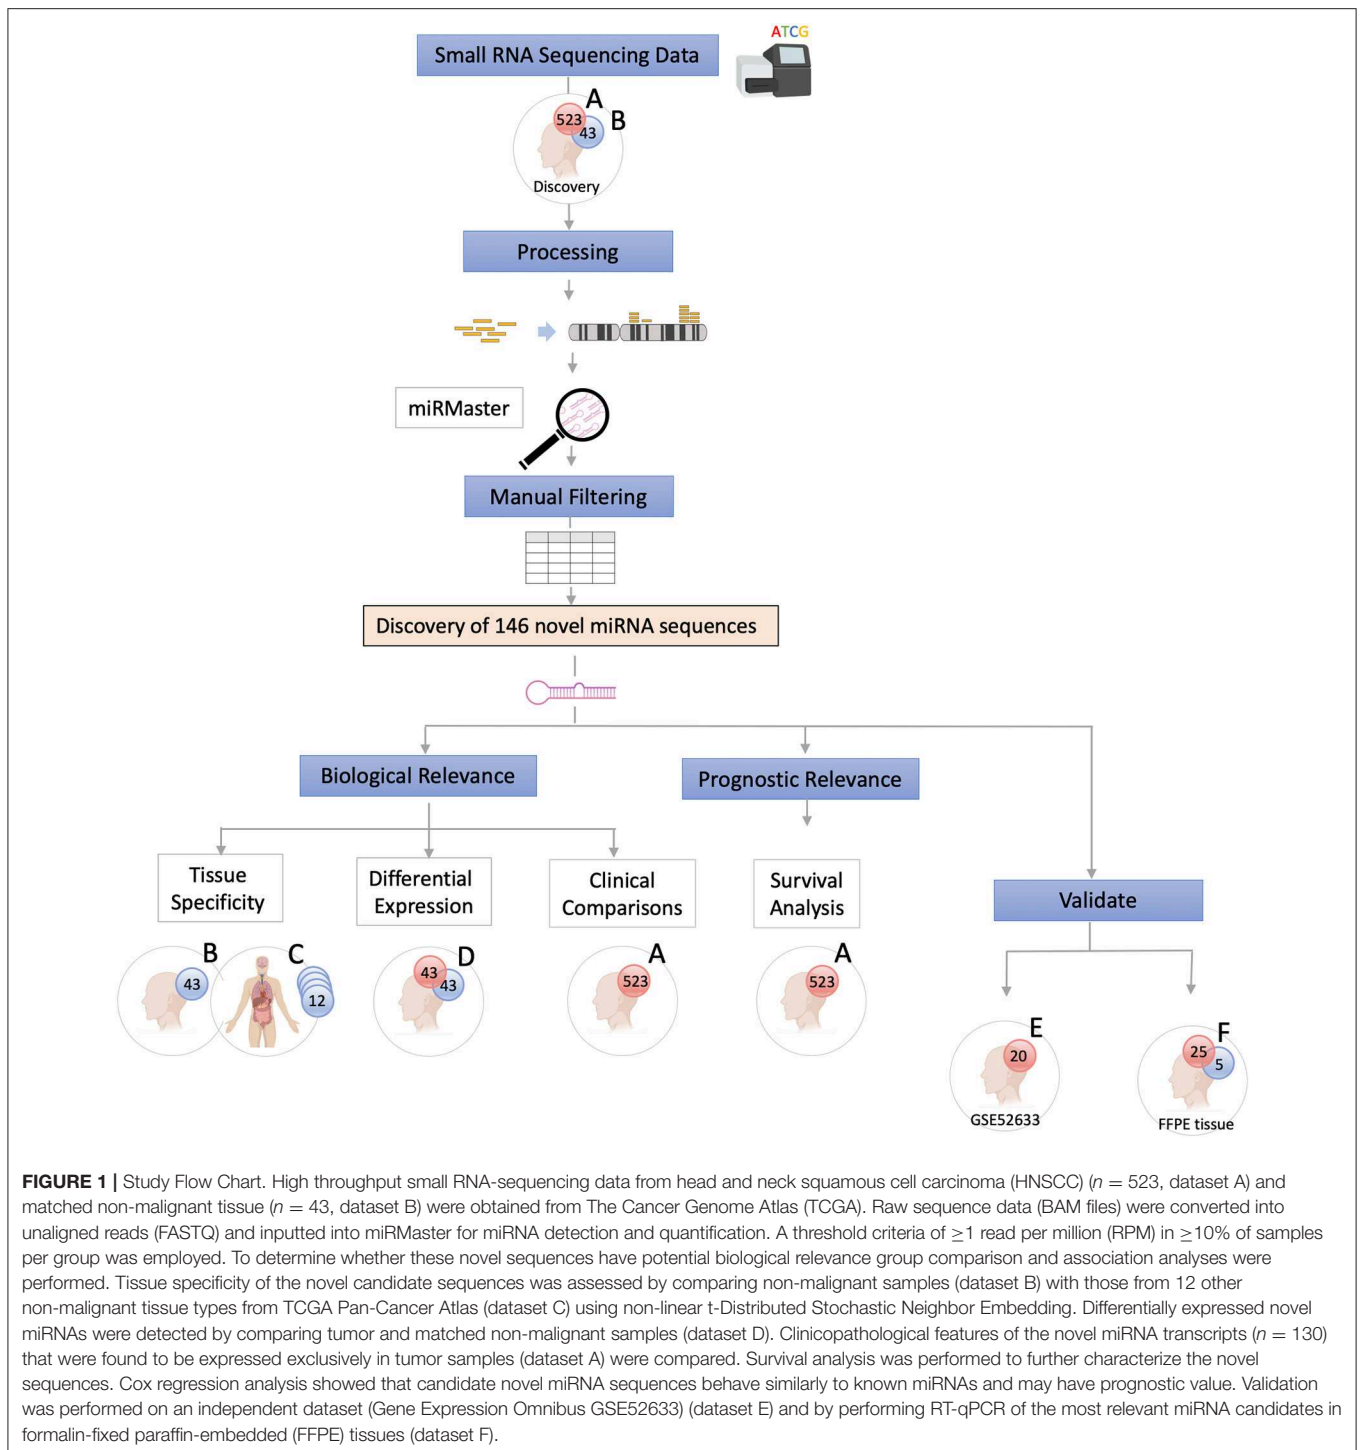 ATCG
Small RNA Sequencing Data
A
523
B
43
Discovery
Processing
miRMaster
Manual Filtering
Discovery of 146 novel miRNA sequences
Biological Relevance
Prognostic Relevance
Tissue
Specificity
Differential
Expression
Clinical
Comparisons
Survival
Analysis
Validate
B
43
C
12
D
43
43
A
523
A
523
E
20
GSE52633
F
25
5
FFPE tissue
FIGURE 1 | Study Flow Chart. High throughput small RNA-sequencing data from head and neck squamous cell carcinoma (HNSCC) (n = 523, dataset A) and
matched non-malignant tissue (n = 43, dataset B) were obtained from The Cancer Genome Atlas (TCGA). Raw sequence data (BAM files) were converted into
unaligned reads (FASTQ) and inputted into miRMaster for miRNA detection and quantification. A threshold criteria of ≥1 read per million (RPM) in ≥10% of samples
per group was employed. To determine whether these novel sequences have potential biological relevance group comparison and association analyses were
performed. Tissue specificity of the novel candidate sequences was assessed by comparing non-malignant samples (dataset B) with those from 12 other
non-malignant tissue types from TCGA Pan-Cancer Atlas (dataset C) using non-linear t-Distributed Stochastic Neighbor Embedding. Differentially expressed novel
miRNAs were detected by comparing tumor and matched non-malignant samples (dataset D). Clinicopathological features of the novel miRNA transcripts (n = 130)
that were found to be expressed exclusively in tumor samples (dataset A) were compared. Survival analysis was performed to further characterize the novel
sequences. Cox regression analysis showed that candidate novel miRNA sequences behave similarly to known miRNAs and may have prognostic value. Validation
was performed on an independent dataset (Gene Expression Omnibus GSE52633) (dataset E) and by performing RT-qPCR of the most relevant miRNA candidates in
formalin-fixed paraffin-embedded (FFPE) tissues (dataset F).